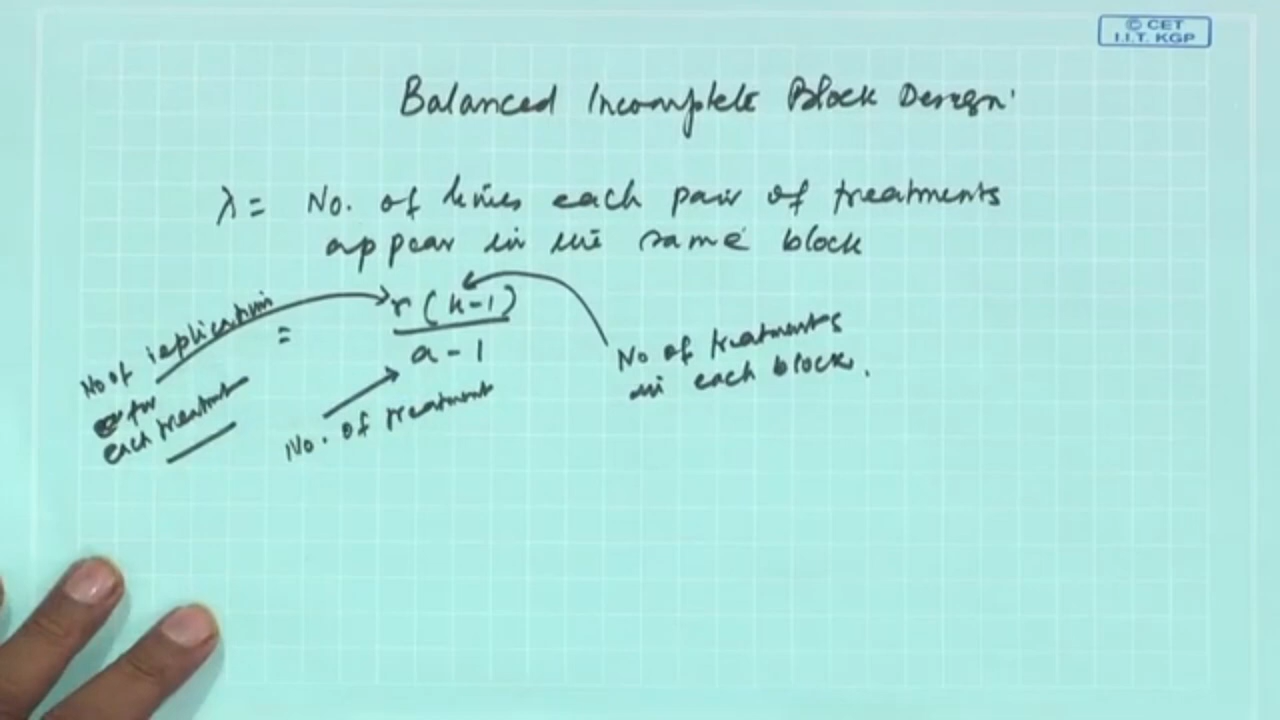 © CET
I.I.T. KGP
Balanced Incomplete Block Design
λ = No. of times each pair of treatments
appear in the same block
= r (k-1)
a - 1
No of replication
for
each treatment
No. of treatment
No of treatments
in each block.